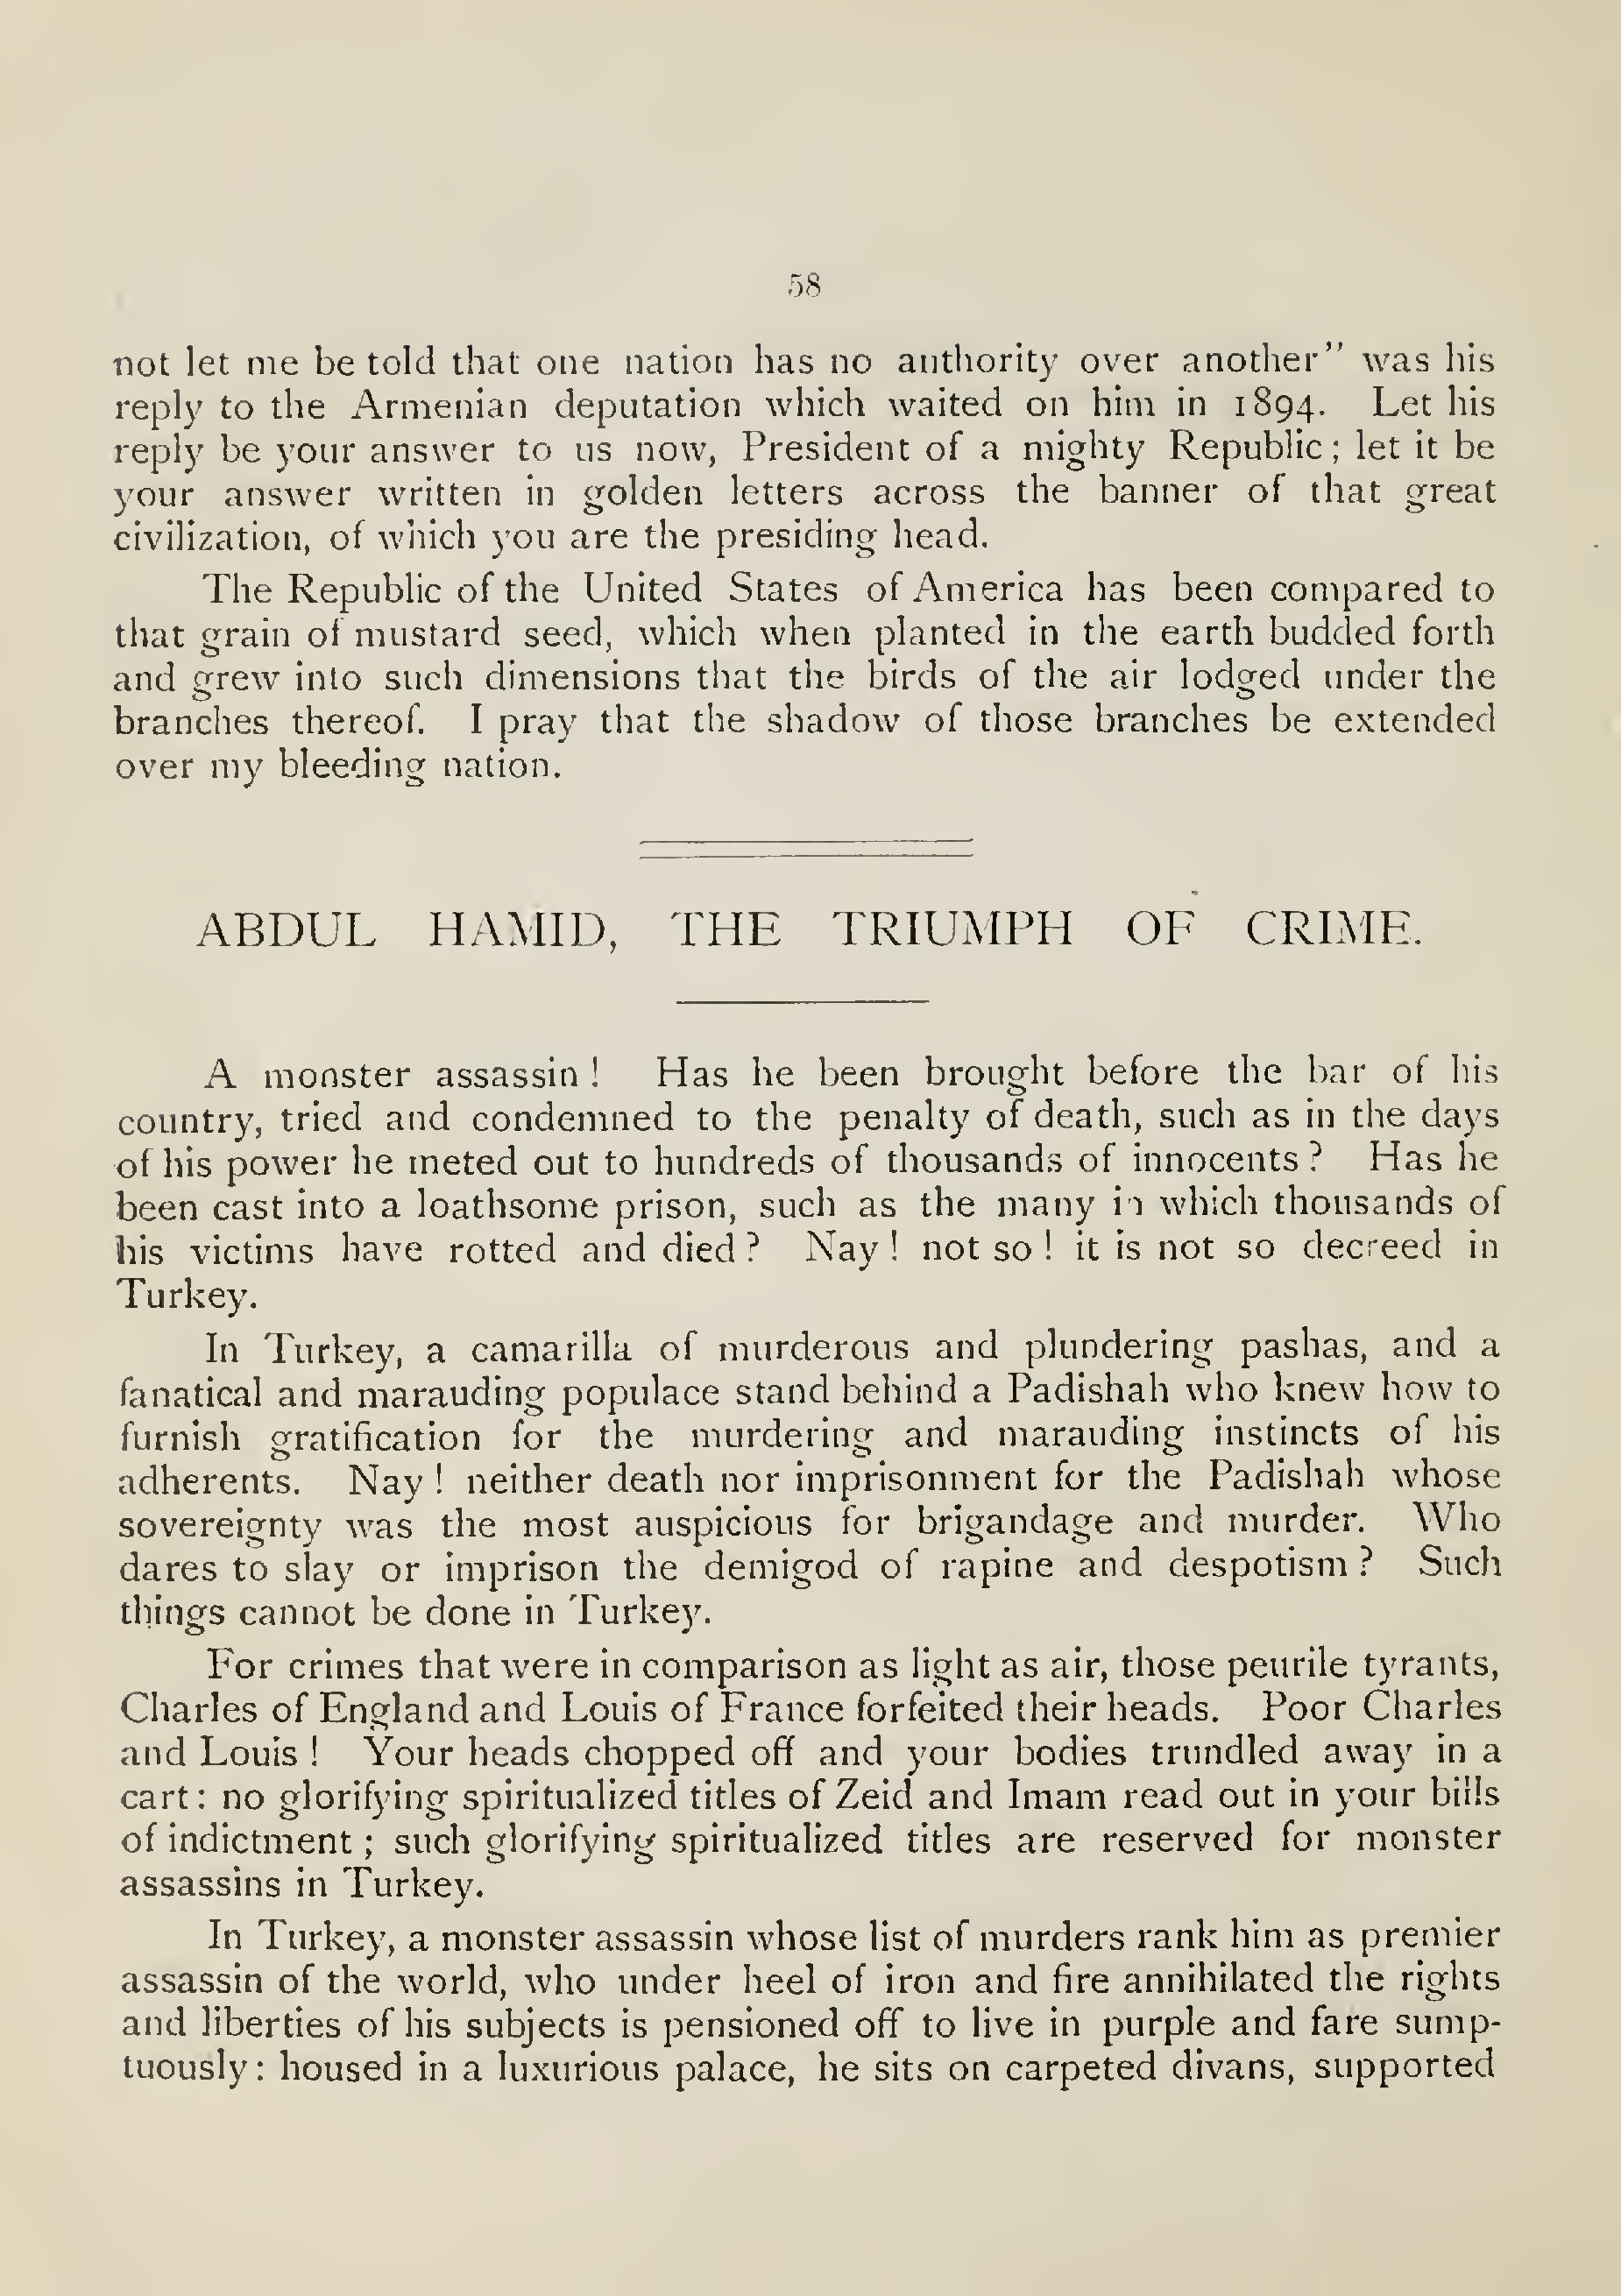 58
not let me be told that one nation has no authority over another" was his
reply to the Armenian deputation which waited on him in 1894. Let his
reply be your answer to us now, President of a mighty Republic; let it be
your answer written in golden letters across the banner of that great
civilization, of which you are the presiding head.
The Republic of the United States of America has been compared to
that grain of mustard seed, which when planted in the earth budded forth
and grew into such dimensions that the birds of the air lodged under the
branches thereof. I pray that the shadow of those branches be extended
over my bleeding nation.
ABDUL HAMID, THE TRIUMPH OF CRIME.
A monster assassin! Has he been brought before the bar of his
country, tried and condemned to the penalty of death, such as in the days
of his power he meted out to hundreds of thousands of innocents? Has he
been cast into a loathsome prison, such as the many in which thousands of
his victims have rotted and died? Nay! not so! it is not so decreed in
Turkey.
In Turkey, a camarilla of murderous and plundering pashas, and a
fanatical and marauding populace stand behind a Padishah who knew how to
furnish gratification for the murdering and marauding instincts of his
adherents. Nay! neither death nor imprisonment for the Padishah whose
sovereignty was the most auspicious for brigandage and murder. Who
dares to slay or imprison the demigod of rapine and despotism? Such
things cannot be done in Turkey.
For crimes that were in comparison as light as air, those peurile tyrants,
Charles of England and Louis of France forfeited their heads. Poor Charles
and Louis! Your heads chopped off and your bodies trundled away in a
cart: no glorifying spiritualized titles of Zeid and Imam read out in your bills
of indictment; such glorifying spiritualized titles are reserved for monster
assassins in Turkey.
In Turkey, a monster assassin whose list of murders rank him as premier
assassin of the world, who under heel of iron and fire annihilated the rights
and liberties of his subjects is pensioned off to live in purple and fare sump-
tuously: housed in a luxurious palace, he sits on carpeted divans, supported